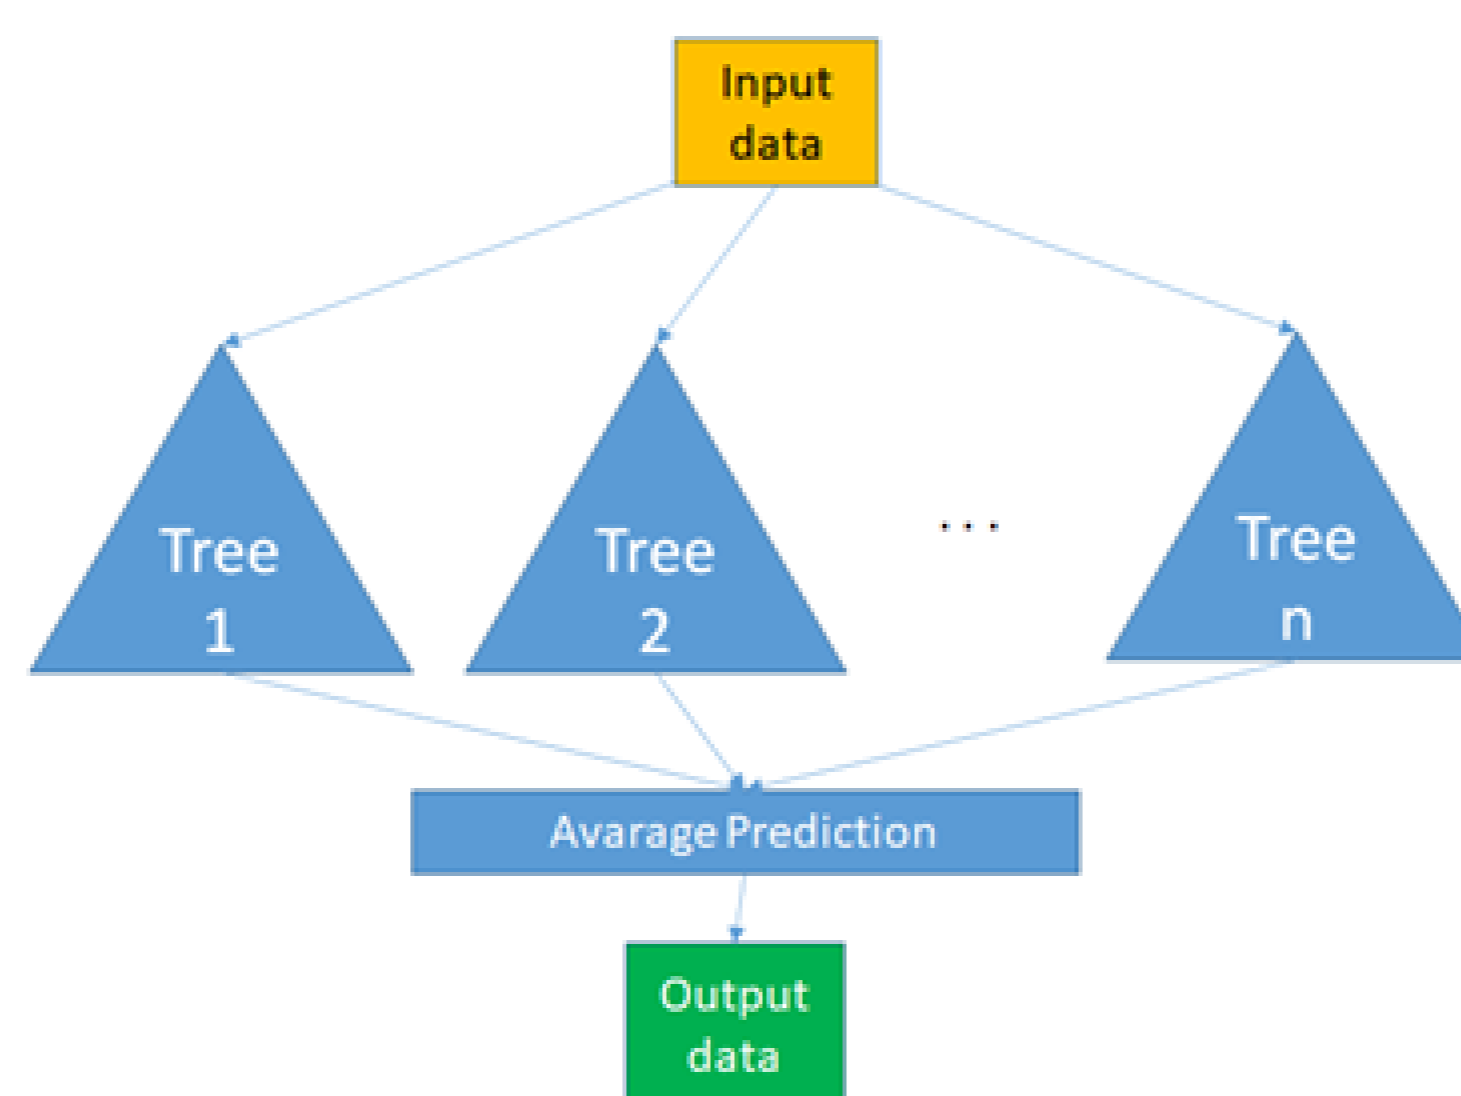 Input
data
Tree
1
Tree
2
. . .
Tree
n
Avarage Prediction
Output
data